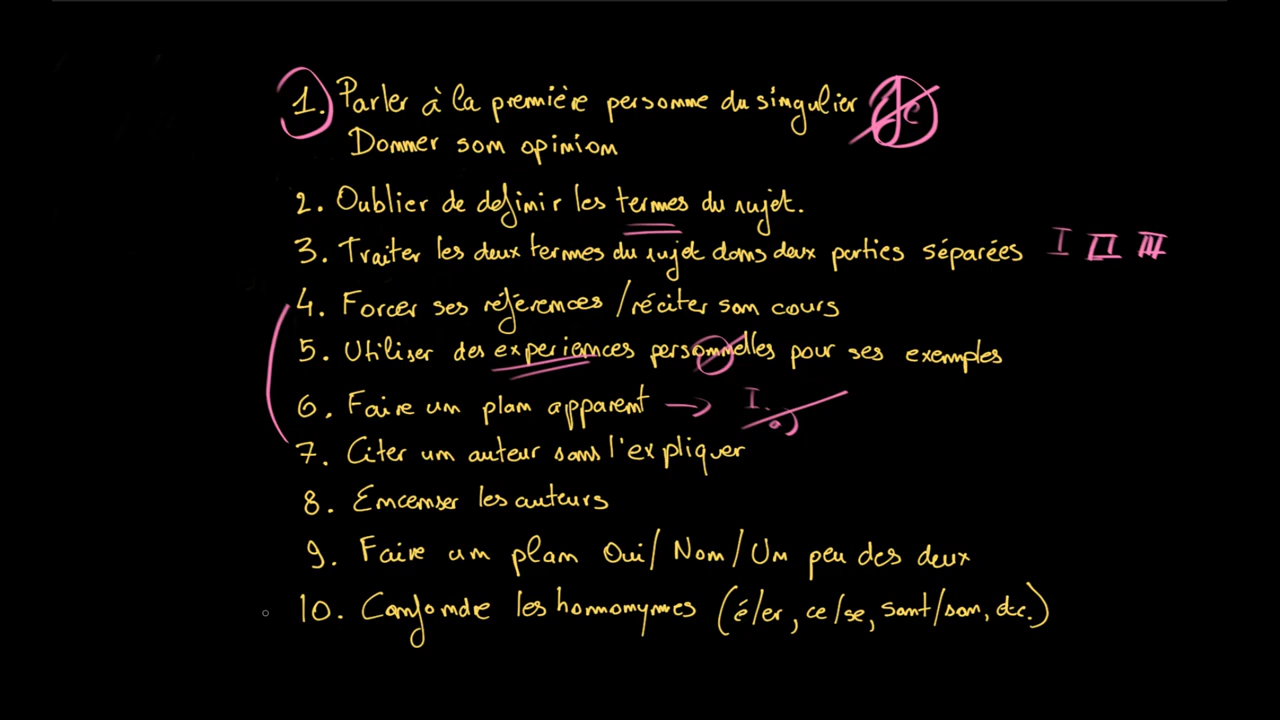 1. Parler à la première personne du singulier Je
Donner son opinion
2. Oublier de définir les termes du sujet.
3. Traiter les deux termes du sujet dans deux parties séparées I II III
4. Forcer ses références / réciter son cours
5. Utiliser des expériences personnelles pour ses exemples
6. Faire un plan apparent → I.
a)
7. Citer un auteur sans l'expliquer
8. Encenser les auteurs
9. Faire un plan Oui / Non / Un peu des deux
10. Confondre les homonymes (é/er, ce/se, sont/son, etc.)